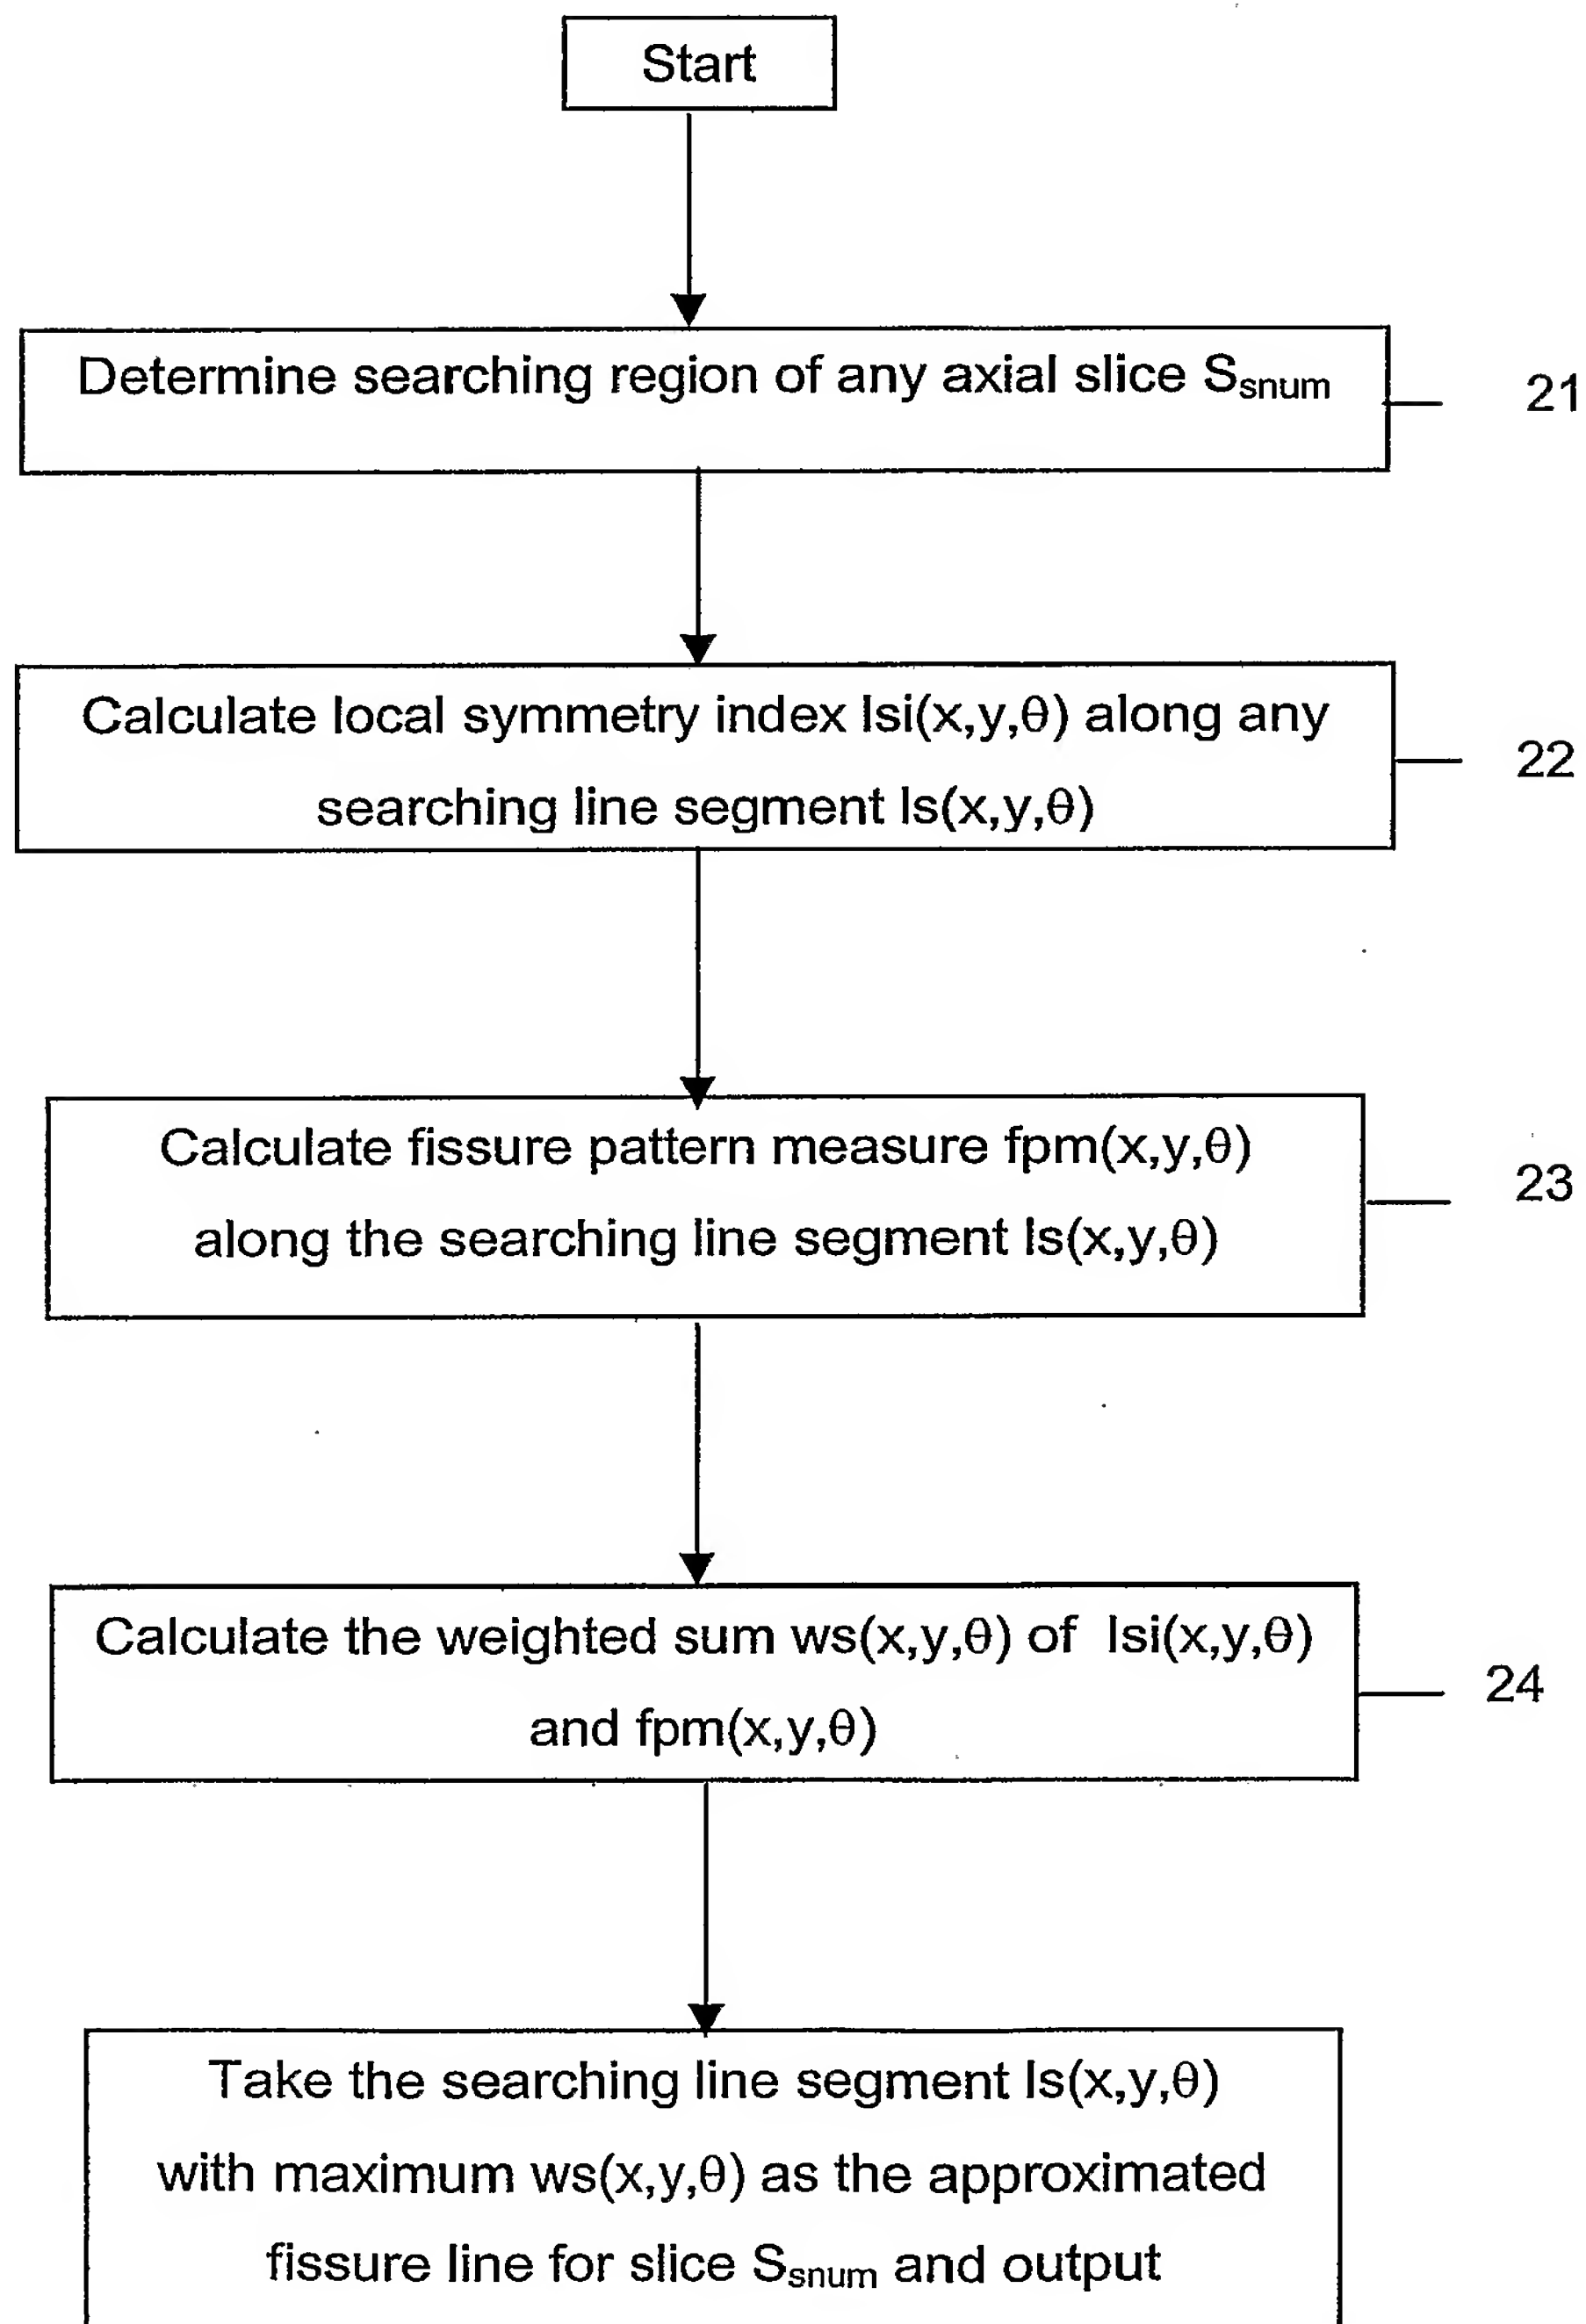 Start
Determine searching region of any axial slice Ssnum
21
Calculate local symmetry index lsi(x,y,θ) along any
searching line segment ls(x,y,θ)
22
Calculate fissure pattern measure fpm(x,y,θ)
along the searching line segment ls(x,y,θ)
23
Calculate the weighted sum ws(x,y,θ) of lsi(x,y,θ)
and fpm(x,y,θ)
24
Take the searching line segment ls(x,y,θ)
with maximum ws(x,y,θ) as the approximated
fissure line for slice Ssnum and output